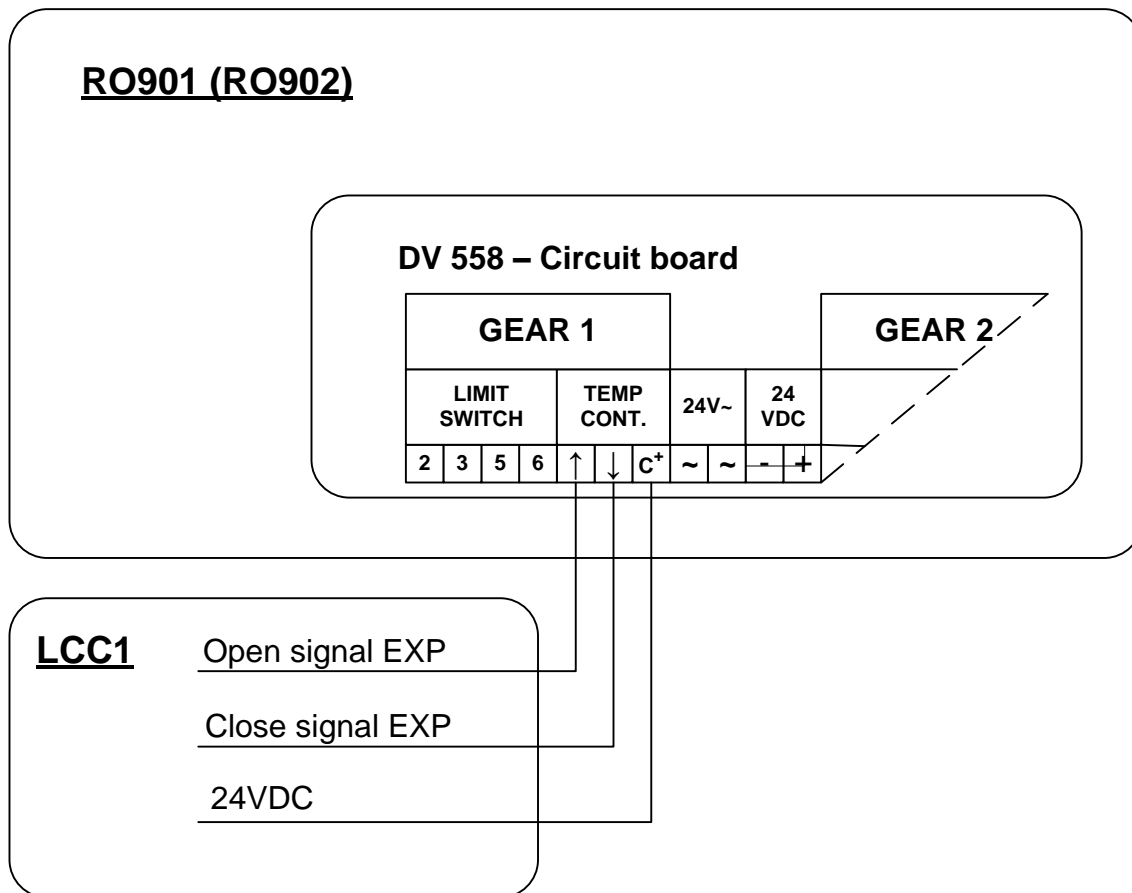 RO901 (RO902)
DV 558 – Circuit board
GEAR 1
GEAR 2
LIMIT SWITCH
TEMP CONT.
24V~
24 VDC
2 3 5 6 ↑ ↓ C+ ~ ~ - +
LCC1
Open signal EXP
Close signal EXP
24VDC